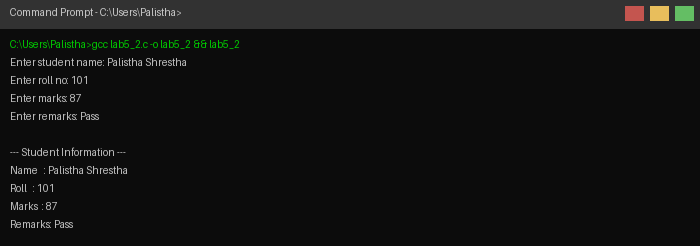 Command Prompt - C:\Users\Palistha>
C:\Users\Palistha>gcc lab5_2.c -o lab5_2 && lab5_2
Enter student name: Palistha Shrestha
Enter roll no: 101
Enter marks: 87
Enter remarks: Pass
--- Student Information ---
Name : Palistha Shrestha
Roll : 101
Marks : 87
Remarks: Pass